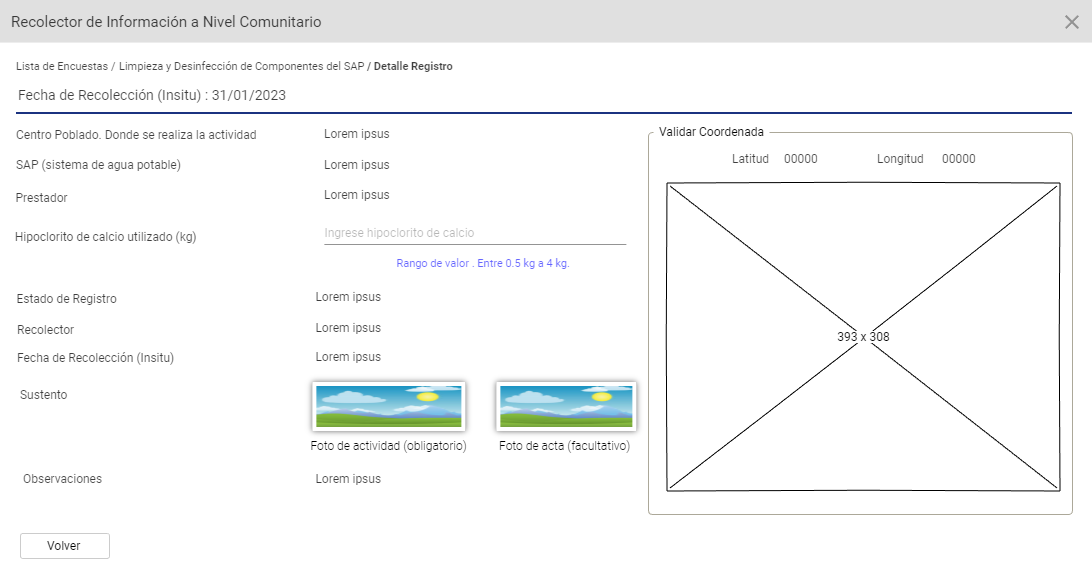 Recolector de Información a Nivel Comunitario
Lista de Encuestas / Limpieza y Desinfección de Componentes del SAP / Detalle Registro
Fecha de Recolección (Insitu) : 31/01/2023
Centro Poblado. Donde se realiza la actividad Lorem ipsus
SAP (sistema de agua potable) Lorem ipsus
Prestador Lorem ipsus
Hipoclorito de calcio utilizado (kg) Ingrese hipoclorito de calcio
Rango de valor . Entre 0.5 kg a 4 kg.
Estado de Registro Lorem ipsus
Recolector Lorem ipsus
Fecha de Recolección (Insitu) Lorem ipsus
Sustento
Foto de actividad (obligatorio) Foto de acta (facultativo)
Observaciones Lorem ipsus
Validar Coordenada
Latitud 00000 Longitud 00000
393 x 308
Volver